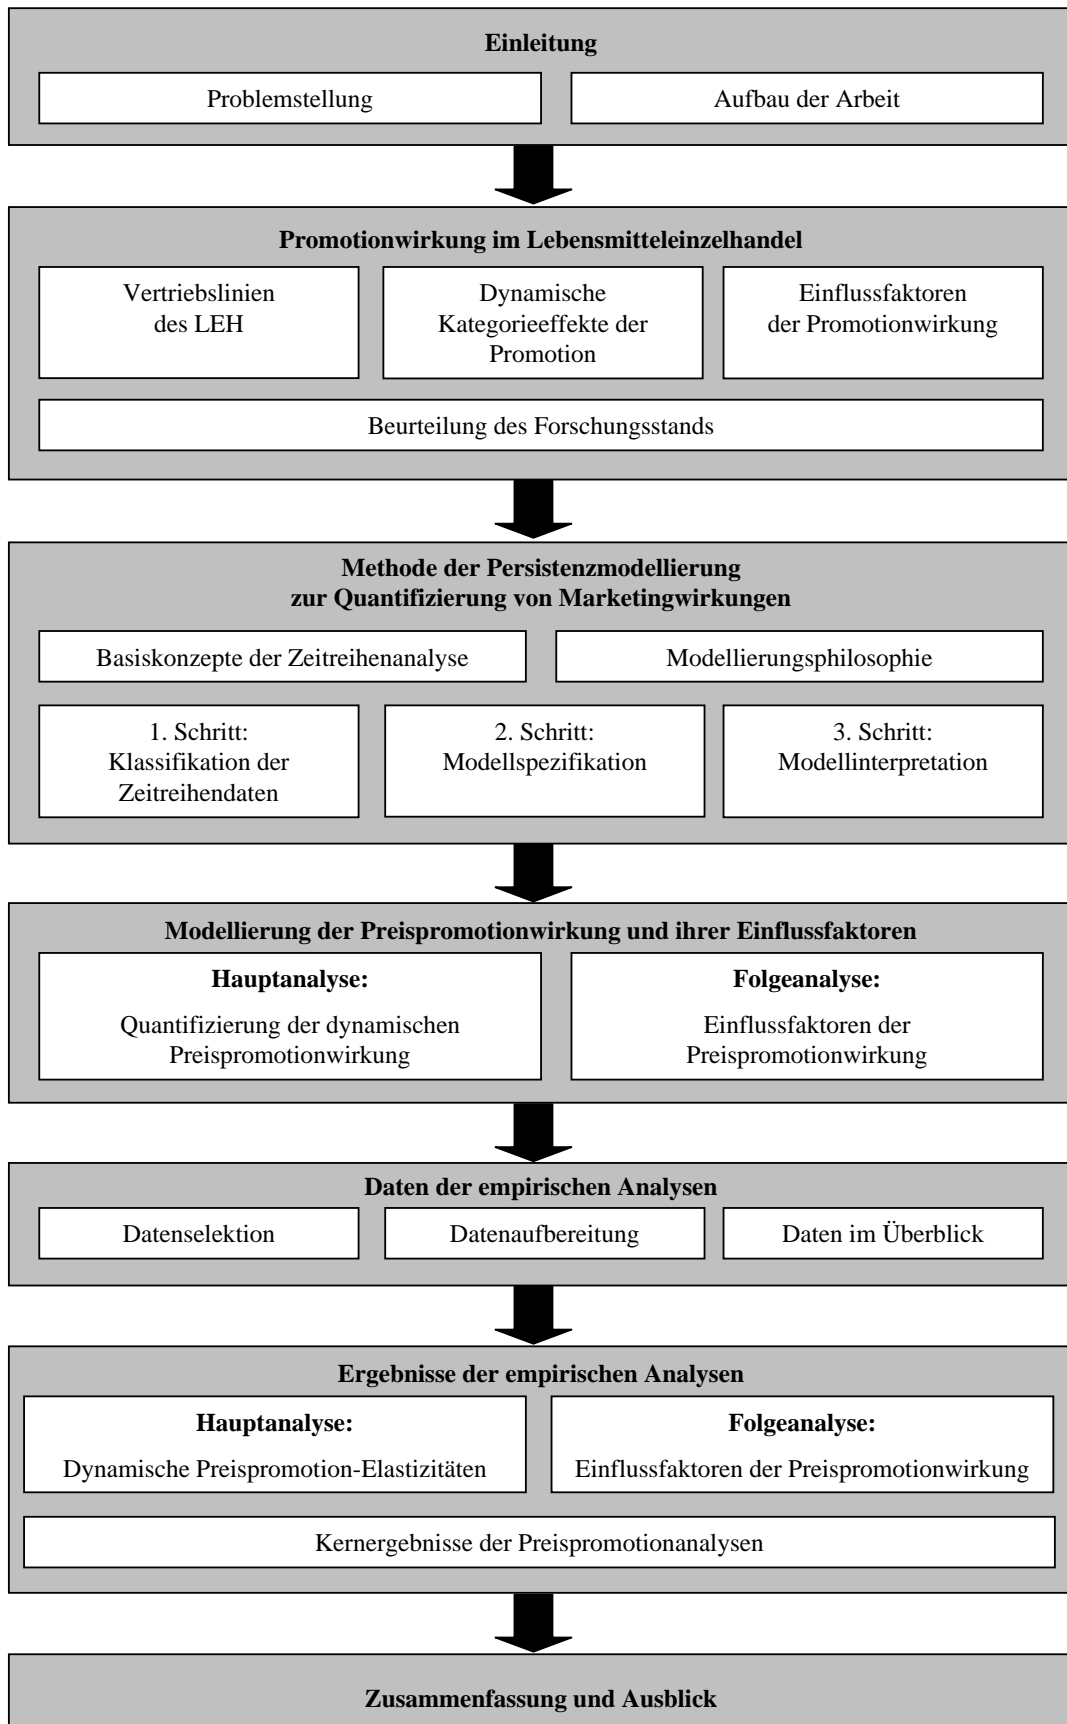 Einleitung
Problemstellung
Aufbau der Arbeit
Promotionwirkung im Lebensmitteleinzelhandel
Vertriebslinien
des LEH
Dynamische
Kategorieeffekte der
Promotion
Einflussfaktoren
der Promotionwirkung
Beurteilung des Forschungsstands
Methode der Persistenzmodellierung
zur Quantifizierung von Marketingwirkungen
Basiskonzepte der Zeitreihenanalyse
Modellierungsphilosophie
1. Schritt:
Klassifikation der
Zeitreihendaten
2. Schritt:
Modellspezifikation
3. Schritt:
Modellinterpretation
Modellierung der Preispromotionwirkung und ihrer Einflussfaktoren
Hauptanalyse:
Quantifizierung der dynamischen
Preispromotionwirkung
Folgeanalyse:
Einflussfaktoren der
Preispromotionwirkung
Daten der empirischen Analysen
Datenselektion
Datenaufbereitung
Daten im Überblick
Ergebnisse der empirischen Analysen
Hauptanalyse:
Dynamische Preispromotion-Elastizitäten
Folgeanalyse:
Einflussfaktoren der Preispromotionwirkung
Kernergebnisse der Preispromotionanalysen
Zusammenfassung und Ausblick